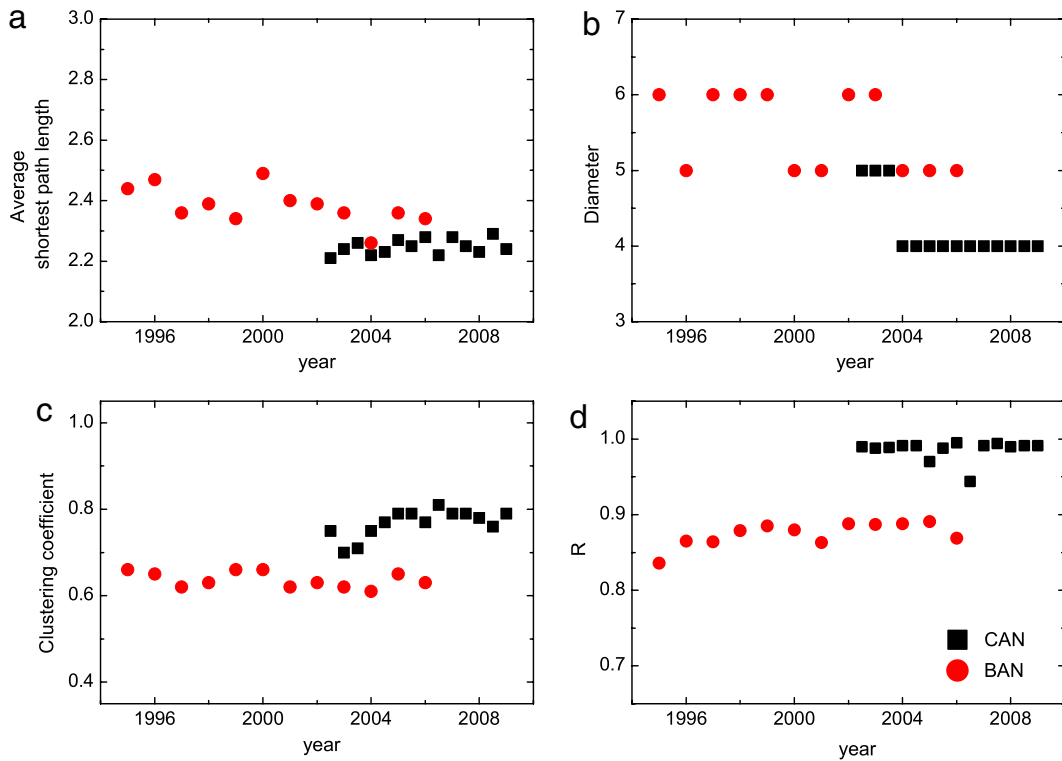 a
3.0
2.8
2.6
2.4
2.2
2.0
Average
shortest path length
1996
2000
2004
2008
year
b
7
6
5
4
3
Diameter
1996
2000
2004
2008
year
c
1.0
0.8
0.6
0.4
Clustering coefficient
1996
2000
2004
2008
year
d
1.0
0.9
0.8
0.7
R
CAN
BAN
1996
2000
2004
2008
year